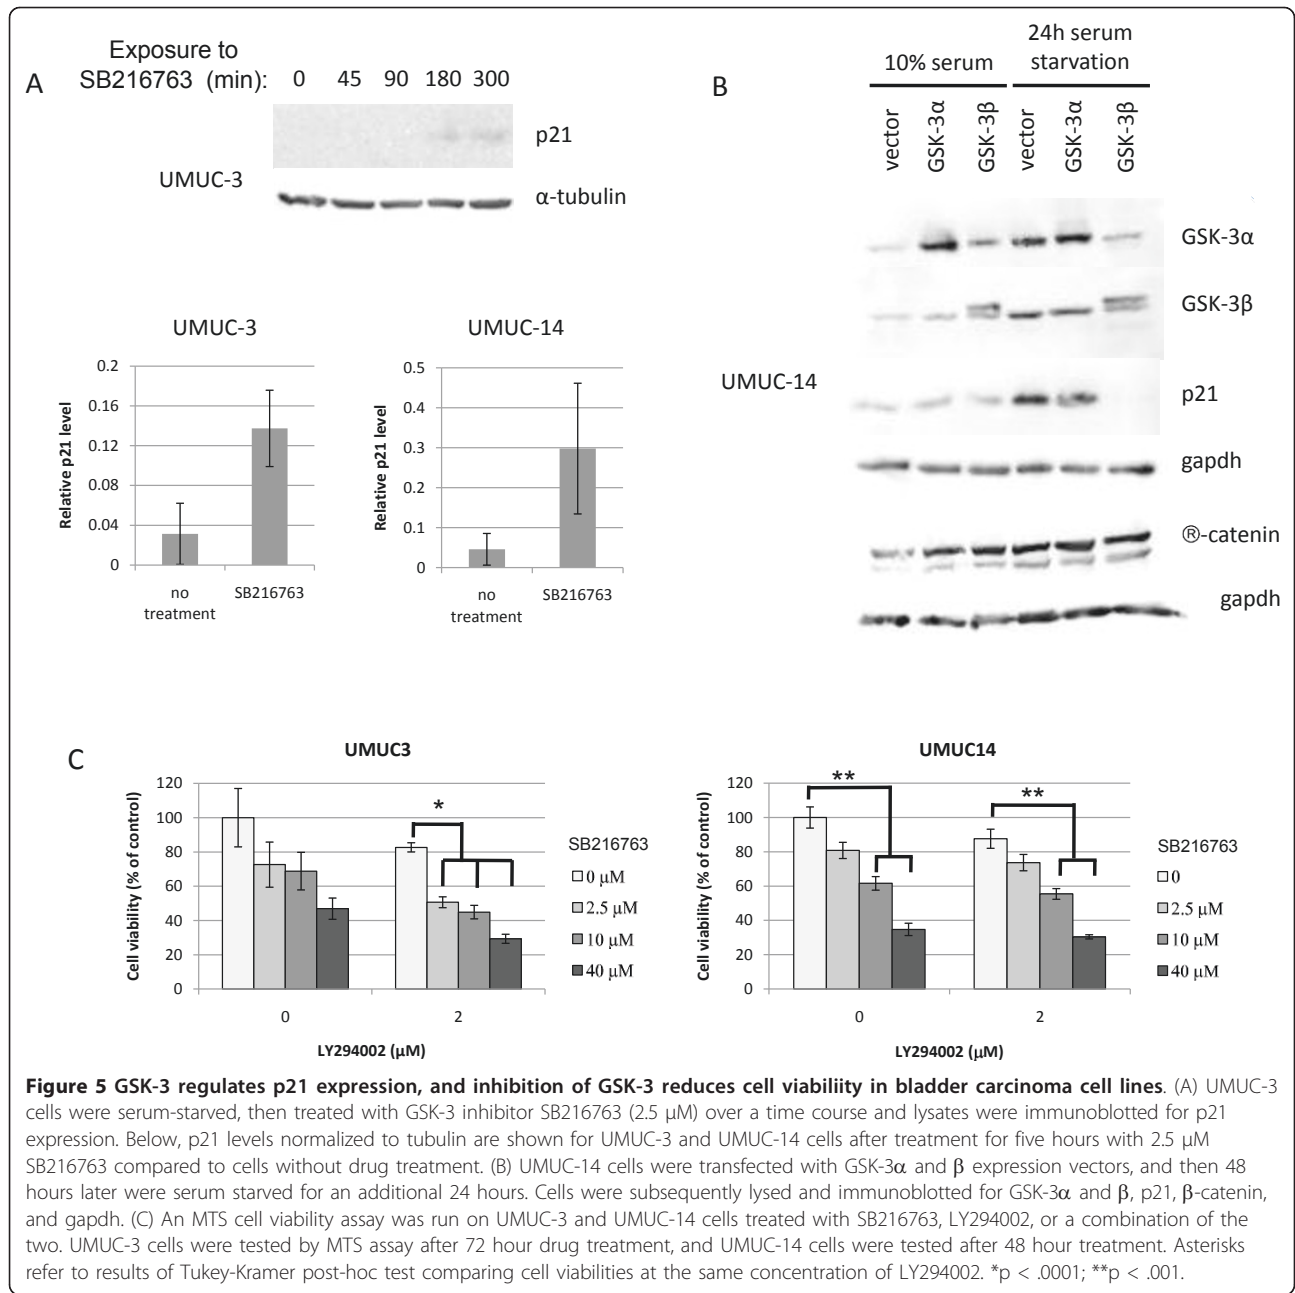 A
Exposure to
SB216763 (min): 0 45 90 180 300
p21
UMUC-3
α-tubulin
UMUC-3
Relative p21 level
0.2
0.16
0.12
0.08
0.04
0
no
treatment
SB216763
UMUC-14
Relative p21 level
0.5
0.4
0.3
0.2
0.1
0
no
treatment
SB216763
B
10% serum
24h serum
starvation
vector
GSK-3α
GSK-3β
vector
GSK-3α
GSK-3β
GSK-3α
GSK-3β
UMUC-14
p21
gapdh
®-catenin
gapdh
C
UMUC3
Cell viability (% of control)
120
100
80
60
40
20
0
*
0
2
LY294002 (μM)
SB216763
0 μM
2.5 μM
10 μM
40 μM
UMUC14
Cell viability (% of control)
120
100
80
60
40
20
0
**
**
0
2
LY294002 (μM)
SB216763
0
2.5 μM
10 μM
40 μM
Figure 5 GSK-3 regulates p21 expression, and inhibition of GSK-3 reduces cell viabiliity in bladder carcinoma cell lines. (A) UMUC-3
cells were serum-starved, then treated with GSK-3 inhibitor SB216763 (2.5 μM) over a time course and lysates were immunoblotted for p21
expression. Below, p21 levels normalized to tubulin are shown for UMUC-3 and UMUC-14 cells after treatment for five hours with 2.5 μM
SB216763 compared to cells without drug treatment. (B) UMUC-14 cells were transfected with GSK-3α and β expression vectors, and then 48
hours later were serum starved for an additional 24 hours. Cells were subsequently lysed and immunoblotted for GSK-3α and β, p21, β-catenin,
and gapdh. (C) An MTS cell viability assay was run on UMUC-3 and UMUC-14 cells treated with SB216763, LY294002, or a combination of the
two. UMUC-3 cells were tested by MTS assay after 72 hour drug treatment, and UMUC-14 cells were tested after 48 hour treatment. Asterisks
refer to results of Tukey-Kramer post-hoc test comparing cell viabilities at the same concentration of LY294002. *p < .0001; **p < .001.